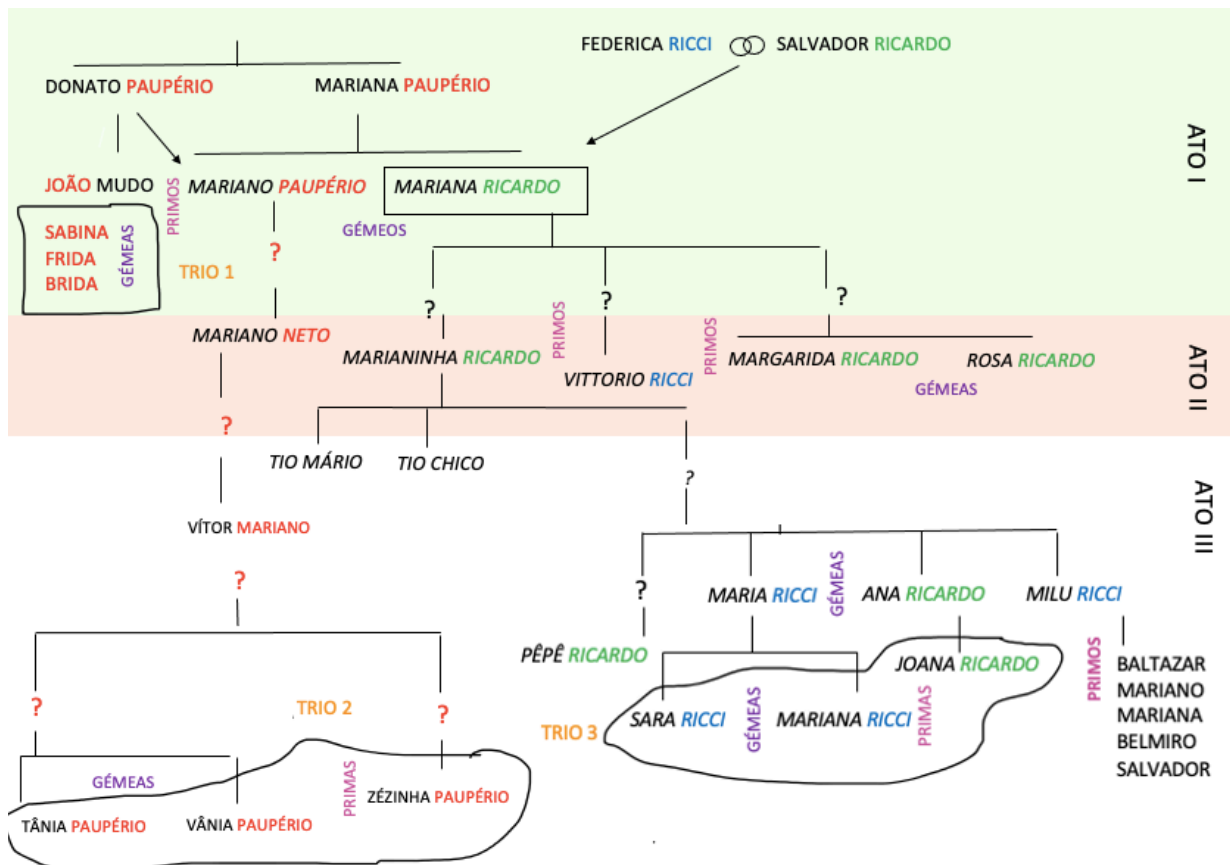 FEDERICA RICCI SALVADOR RICARDO
DONATO PAUPÉRIO MARIANA PAUPÉRIO
ATO I
JOÃO MUDO PRIMOS MARIANO PAUPÉRIO MARIANA RICARDO
SABINA
FRIDA
BRIDA
GÉMEAS
GÉMEOS
TRIO 1
?
? ? ?
MARIANO NETO
MARIANINHA RICARDO
PRIMOS
VITTORIO RICCI
PRIMOS
MARGARIDA RICARDO ROSA RICARDO
GÉMEAS
ATO II
?
TIO MÁRIO TIO CHICO
?
ATO III
VÍTOR MARIANO
?
? MARIA RICCI GÉMEAS ANA RICARDO MILU RICCI
PÊPÊ RICARDO
JOANA RICARDO
PRIMOS
BALTAZAR
MARIANO
MARIANA
BELMIRO
SALVADOR
? TRIO 2 ?
TRIO 3
SARA RICCI GÉMEAS MARIANA RICCI PRIMAS
GÉMEAS
PRIMAS
ZÉZINHA PAUPÉRIO
TÂNIA PAUPÉRIO VÂNIA PAUPÉRIO